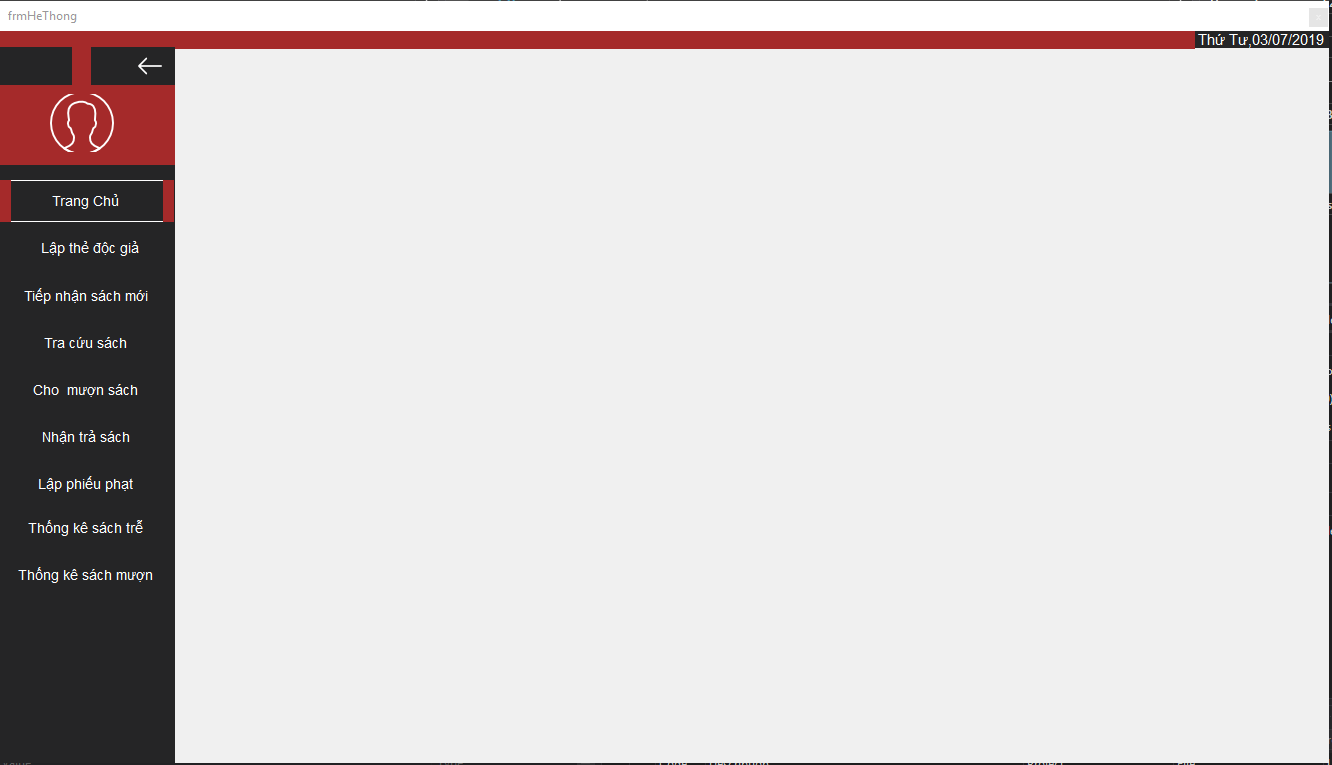 frmHeThong
Thứ Tư,03/07/2019
Trang Chủ
Lập thẻ độc giả
Tiếp nhận sách mới
Tra cứu sách
Cho  mượn sách
Nhận trả sách
Lập phiếu phạt
Thống kê sách trễ
Thống kê sách mượn